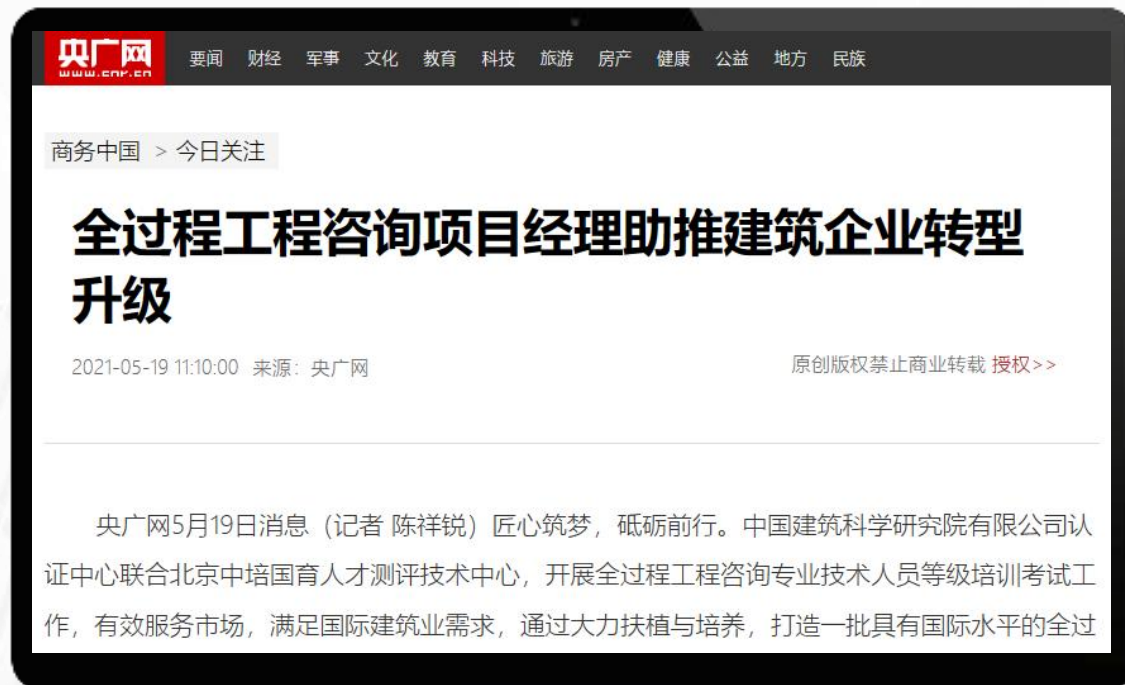 央广网
www.cnr.cn
要闻 财经 军事 文化 教育 科技 旅游 房产 健康 公益 地方 民族
商务中国 > 今日关注
全过程工程咨询项目经理助推建筑企业转型
升级
2021-05-19 11:10:00 来源：央广网
原创版权禁止商业转载 授权>>
央广网5月19日消息（记者 陈祥锐）匠心筑梦，砥砺前行。中国建筑科学研究院有限公司认
证中心联合北京中培国育人才测评技术中心，开展全过程工程咨询专业技术人员等级培训考试工
作，有效服务市场，满足国际建筑业需求，通过大力扶植与培养，打造一批具有国际水平的全过